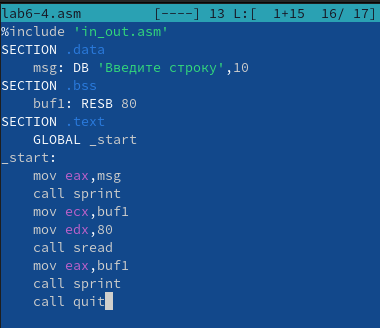 lab6-4.asm [----] 13 L:[ 1+15 16/ 17]
%include 'in_out.asm'
SECTION .data
msg: DB 'Введите строку',10
SECTION .bss
buf1: RESB 80
SECTION .text
GLOBAL _start
_start:
mov eax,msg
call sprint
mov ecx,buf1
mov edx,80
call sread
mov eax,buf1
call sprint
call quit